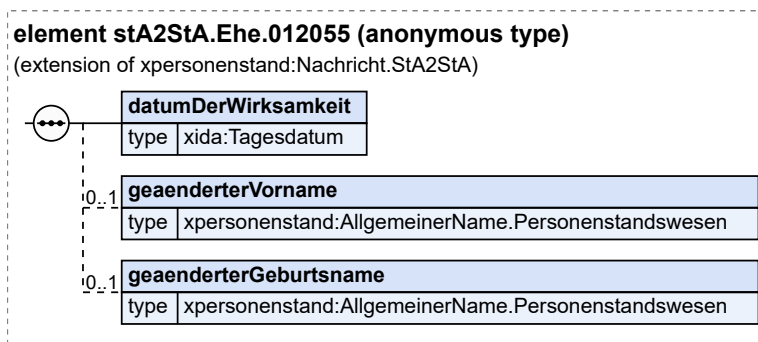 element stA2StA.Ehe.012055 (anonymous type)
(extension of xpersonenstand:Nachricht.StA2StA)
datumDerWirksamkeit
type xida:Tagesdatum
0..1 geaenderterVorname
type xpersonenstand:AllgemeinerName.Personenstandswesen
0..1 geaenderterGeburtsname
type xpersonenstand:AllgemeinerName.Personenstandswesen